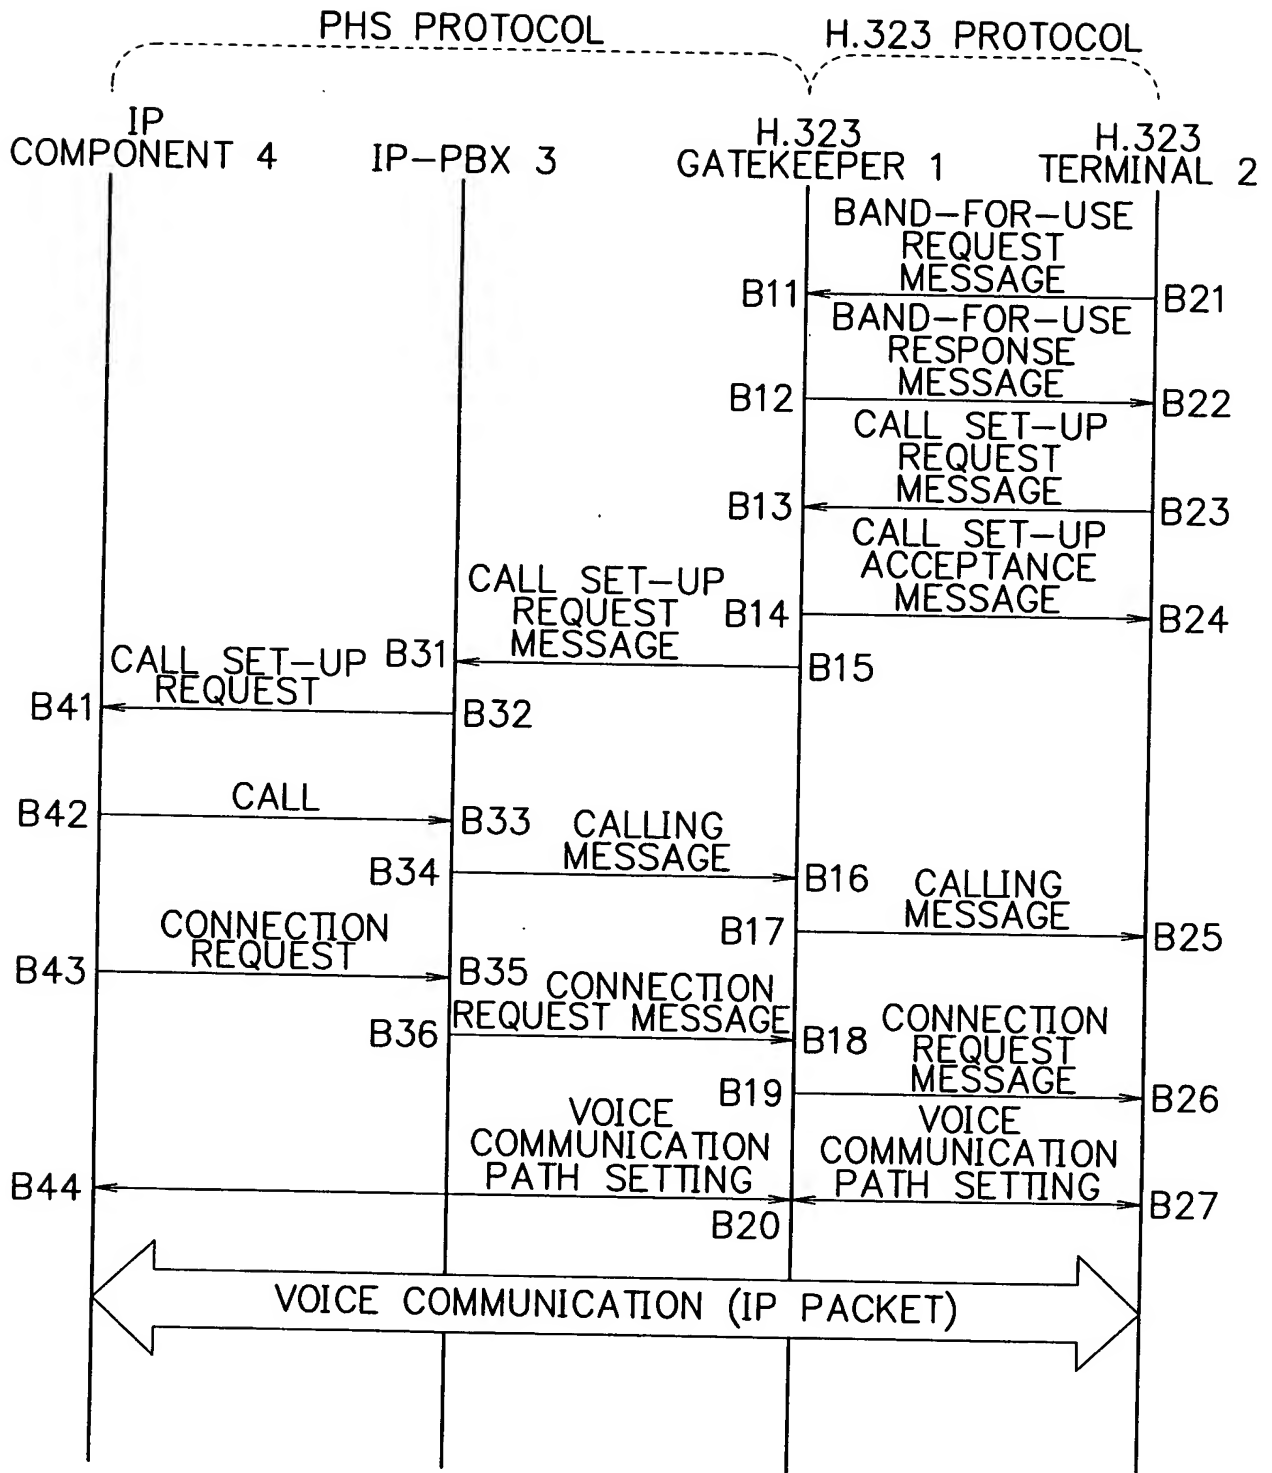 PHS PROTOCOL
H.323 PROTOCOL
IP
COMPONENT 4
IP-PBX 3
H.323
GATEKEEPER 1
H.323
TERMINAL 2
BAND-FOR-USE
REQUEST
MESSAGE
B11
B21
BAND-FOR-USE
RESPONSE
MESSAGE
B12
B22
CALL SET-UP
REQUEST
MESSAGE
B13
B23
CALL SET-UP
ACCEPTANCE
MESSAGE
B14
B24
CALL SET-UP
REQUEST
MESSAGE
B31
B15
CALL SET-UP
REQUEST
B41
B32
CALL
B42
B33
CALLING
MESSAGE
B34
B16
CALLING
MESSAGE
B17
B25
CONNECTION
REQUEST
B43
B35
CONNECTION
REQUEST MESSAGE
B36
B18
CONNECTION
REQUEST
MESSAGE
B19
B26
VOICE
COMMUNICATION
PATH SETTING
VOICE
COMMUNICATION
PATH SETTING
B44
B20
B27
VOICE COMMUNICATION (IP PACKET)